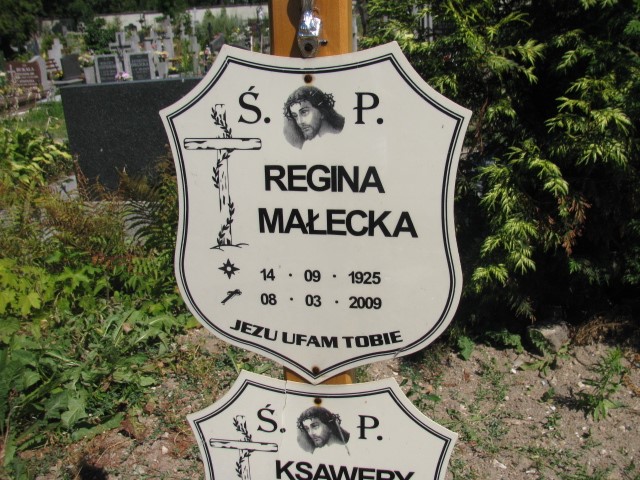 Ś. P.
REGINA
MAŁECKA
14 · 09 · 1925
08 · 03 · 2009
JEZU UFAM TOBIE
Ś. P.
KSAWERY